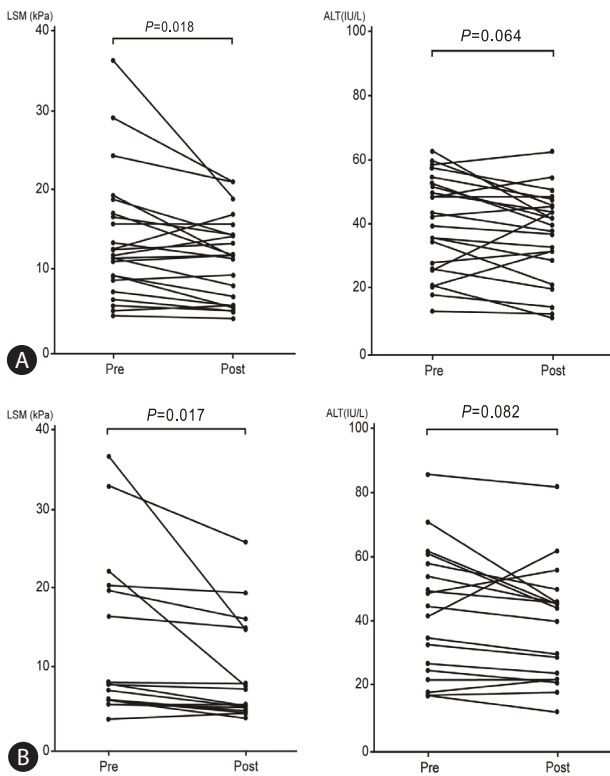 LSM (kPa)
P=0.018
40
30
20
10
0
Pre
Post
ALT(IU/L)
P=0.064
100
80
60
40
20
0
Pre
Post
A
LSM (kPa)
P=0.017
40
30
20
10
0
Pre
Post
ALT(IU/L)
P=0.082
100
80
60
40
20
0
Pre
Post
B